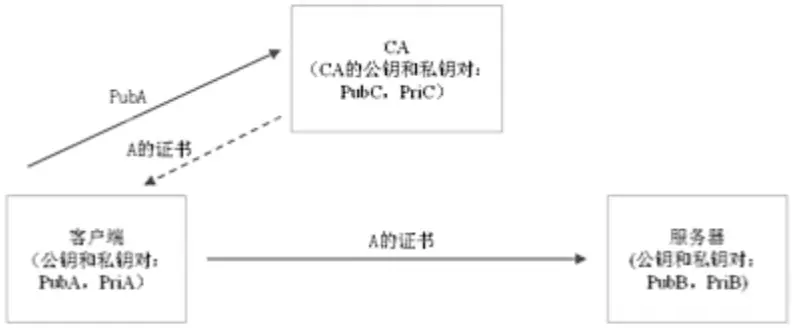 CA
（CA的公钥和私钥对：
PubC，PriC）
PubA
A的证书
客户端
（公钥和私钥对：
PubA，PriA）
A的证书
服务器
(公钥和私钥对：
PubB，PriB)